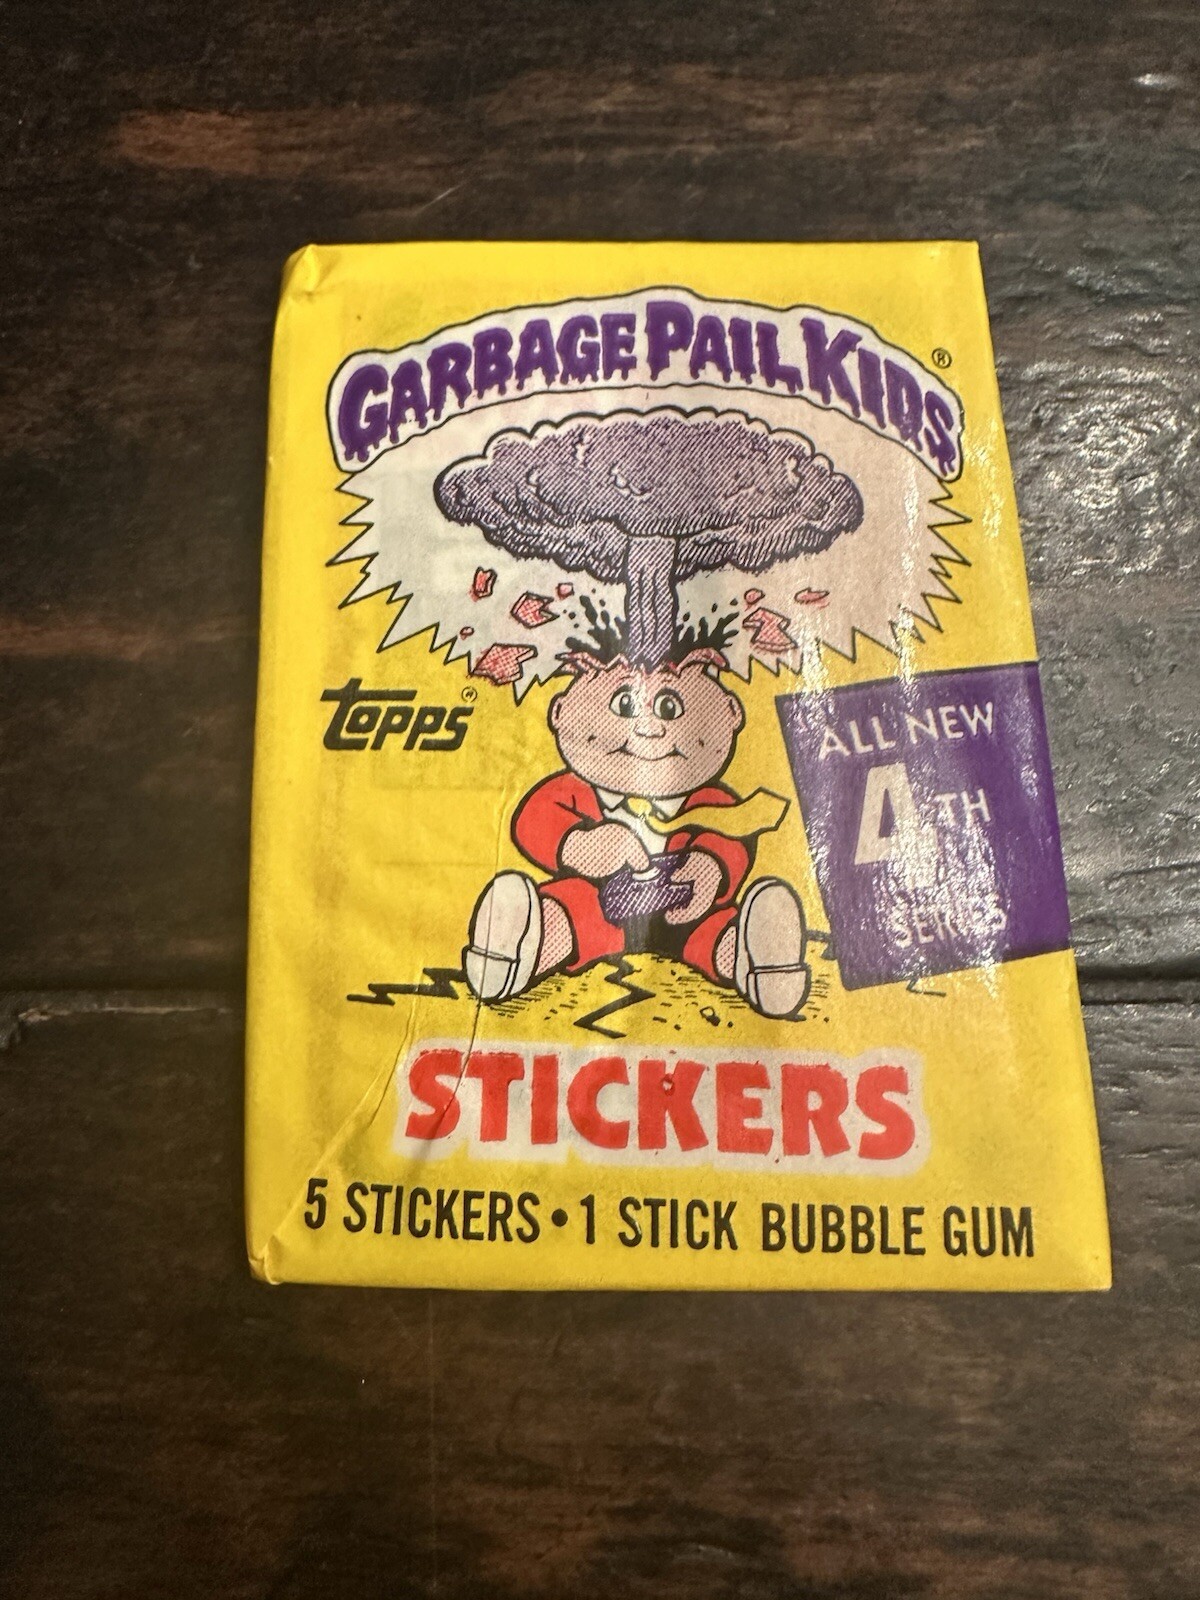 GARBAGE PAIL KIDS ®
TOPPS ®
ALL NEW
4TH
SERIES
STICKERS
5 STICKERS • 1 STICK BUBBLE GUM